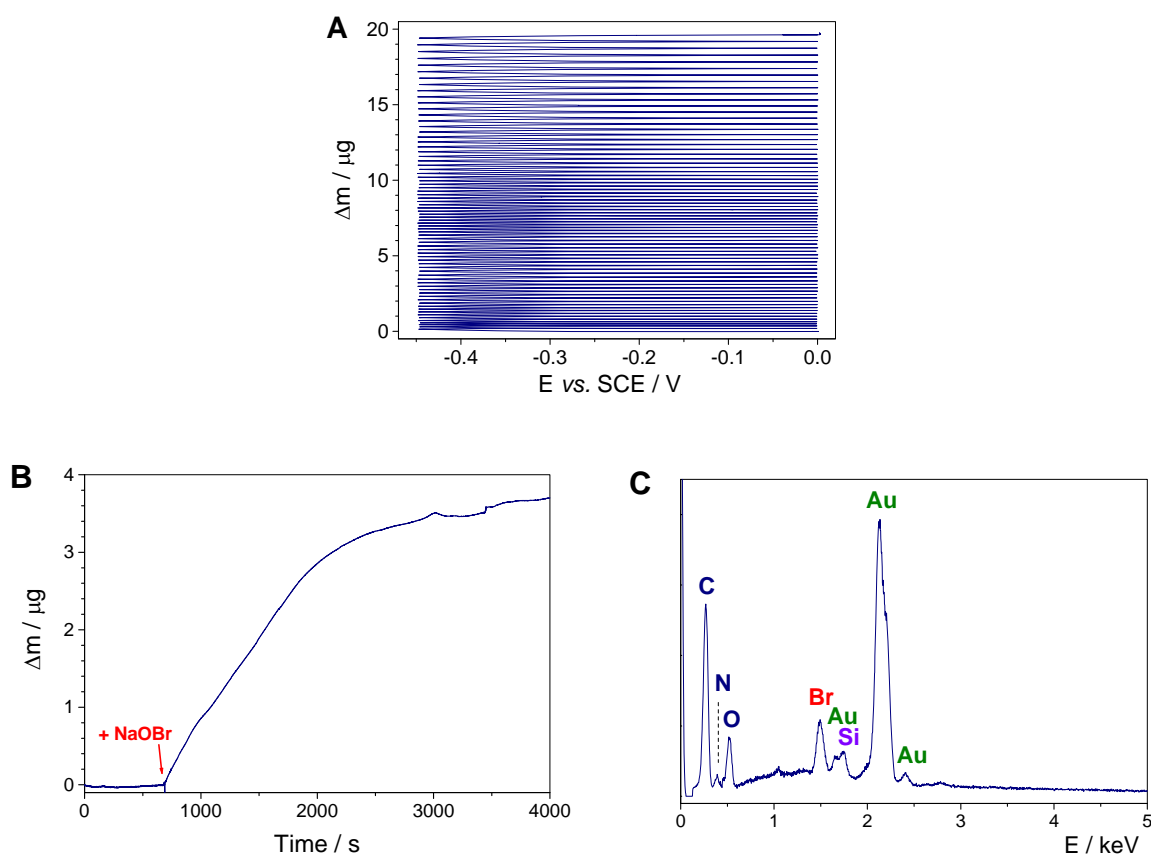 A
20
15
10
5
0
Δm / μg
-0.4 -0.3 -0.2 -0.1 0.0
E vs. SCE / V
B
4
3
2
1
0
Δm / μg
+ NaOBr
0 1000 2000 3000 4000
Time / s
C
Au
C
N
Br
O
Au
Si
Au
0 1 2 3 4 5
E / keV